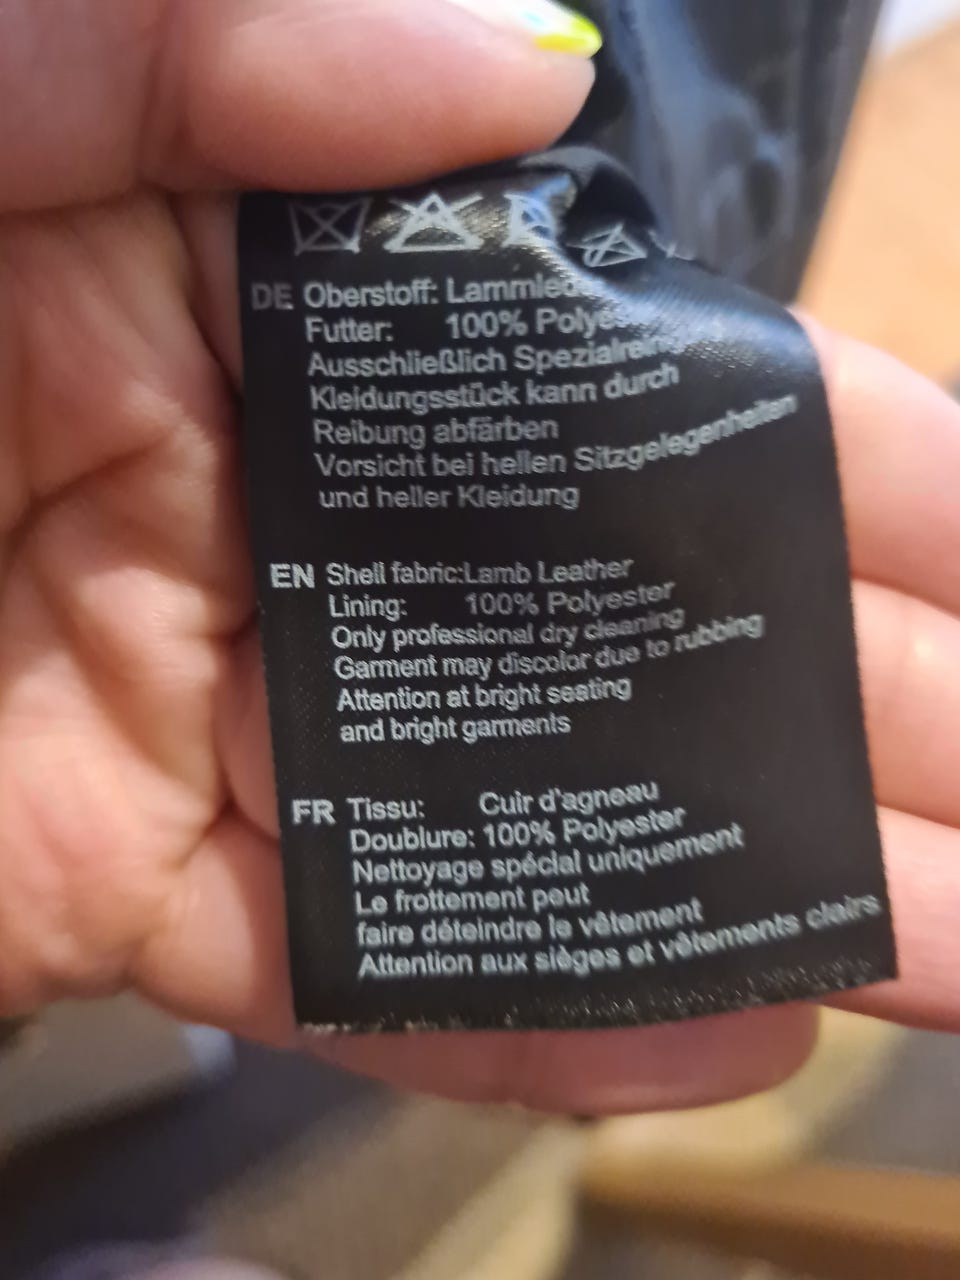 DE Oberstoff:
Futter: 100%
Ausschließlich
Kleidungsstück kann durch
Reibung abfärben
Vorsicht bei hellen Sitzgelegenheiten
und heller Kleidung
EN Shell fabric:Lamb Leather
Lining: 100% Polyester
Only professional dry cleaning
Garment may discolor due to rubbing
Attention at bright seating
and bright garments
FR Tissu: Cuir d'agneau
Doublure: 100% Polyester
Nettoyage spécial uniquement
Le frottement peut
faire déteindre le vêtement
Attention aux sièges et vêtements clairs